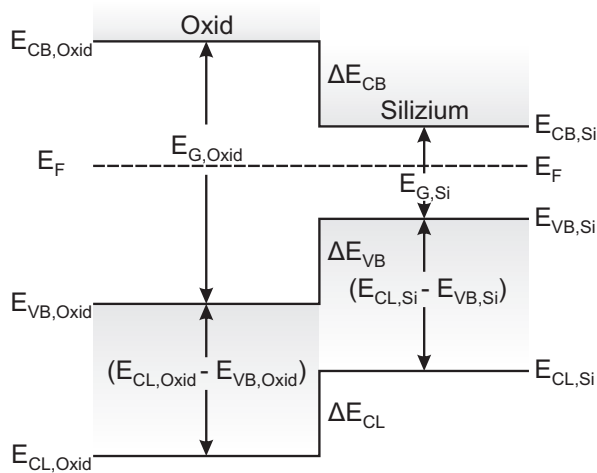 Oxid
E_CB,Oxid
ΔE_CB
Silizium
E_CB,Si
E_F
E_G,Oxid
E_F
E_G,Si
E_VB,Si
ΔE_VB
(E_CL,Si - E_VB,Si)
E_VB,Oxid
(E_CL,Oxid - E_VB,Oxid)
E_CL,Si
ΔE_CL
E_CL,Oxid